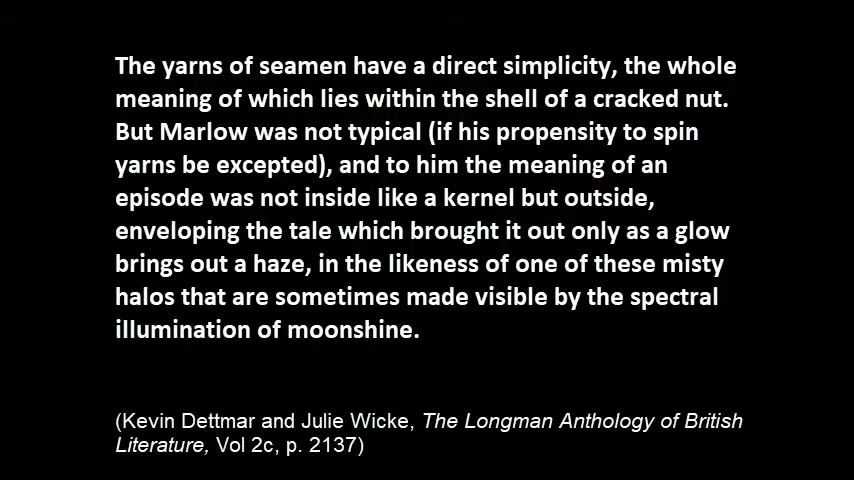 The yarns of seamen have a direct simplicity, the whole
meaning of which lies within the shell of a cracked nut.
But Marlow was not typical (if his propensity to spin
yarns be excepted), and to him the meaning of an
episode was not inside like a kernel but outside,
enveloping the tale which brought it out only as a glow
brings out a haze, in the likeness of one of these misty
halos that are sometimes made visible by the spectral
illumination of moonshine.
(Kevin Dettmar and Julie Wicke, The Longman Anthology of British
Literature, Vol 2c, p. 2137)